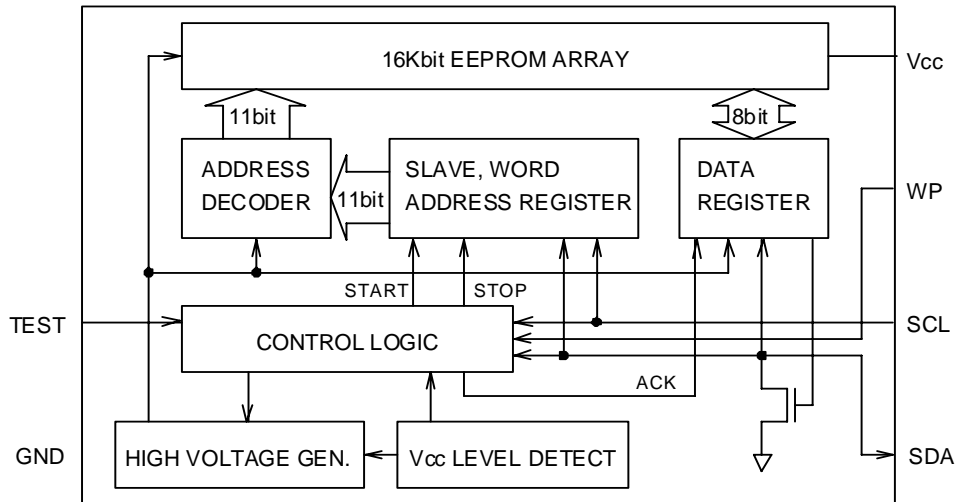 16Kbit EEPROM ARRAY
Vcc
11bit
8bit
ADDRESS
DECODER
11bit
SLAVE, WORD
ADDRESS REGISTER
DATA
REGISTER
WP
START
STOP
TEST
CONTROL LOGIC
SCL
ACK
GND
HIGH VOLTAGE GEN.
Vcc LEVEL DETECT
SDA